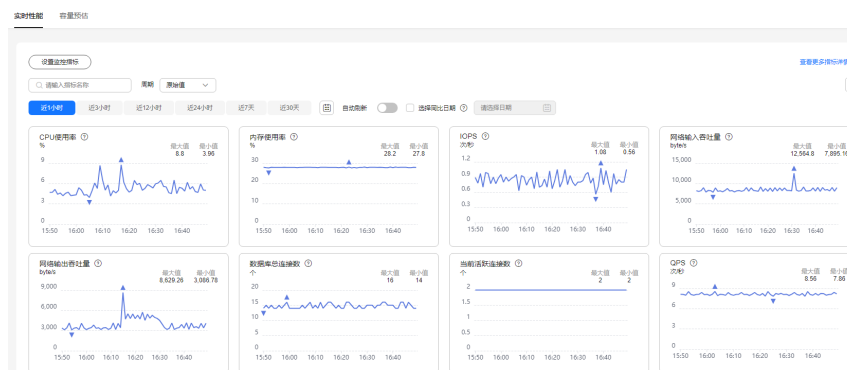 实时性能 容量预估
设置监控指标 查看更多指标详情
请输入指标名称 周期 原始值
近1小时 近3小时 近12小时 近24小时 近7天 近30天 自动刷新 选择同比日期 请选择日期
CPU使用率
% 最大值 最小值
8.8 3.96
9
6
3
0
15:50 16:00 16:10 16:20 16:30 16:40
内存使用率
% 最大值 最小值
28.2 27.8
30
20
10
0
15:50 16:00 16:10 16:20 16:30 16:40
IOPS
次/秒 最大值 最小值
1.08 0.56
1.2
0.9
0.6
0.3
0
15:50 16:00 16:10 16:20 16:30 16:40
网络输入吞吐量
byte/s 最大值 最小值
12,564.8 7,895.16
15,000
10,000
5,000
0
15:50 16:00 16:10 16:20 16:30 16:40
网络输出吞吐量
byte/s 最大值 最小值
8,629.26 3,086.78
9,000
6,000
3,000
0
15:50 16:00 16:10 16:20 16:30 16:40
数据库总连接数
个 最大值 最小值
16 14
20
15
10
5
0
15:50 16:00 16:10 16:20 16:30 16:40
当前活跃连接数
个 最大值 最小值
2 2
2
1.5
1
0.5
0
15:50 16:00 16:10 16:20 16:30 16:40
QPS
次/秒 最大值 最小值
8.56 7.86
9
6
3
0
15:50 16:00 16:10 16:20 16:30 16:40